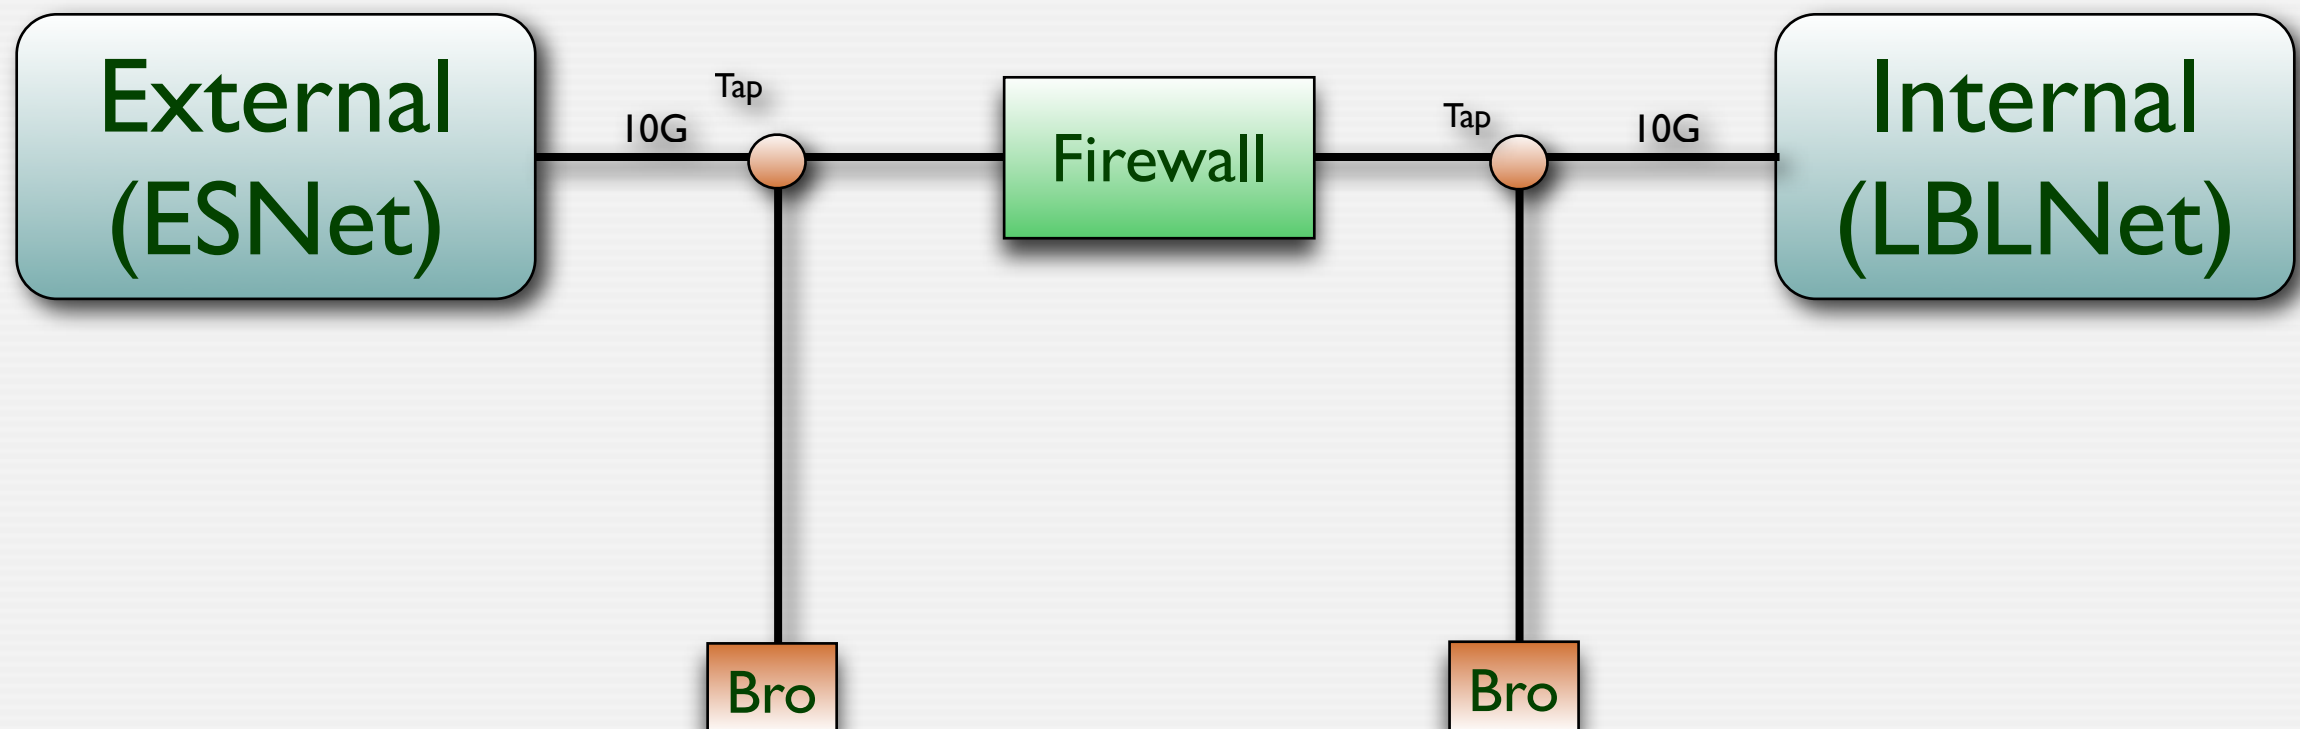 External
(ESNet)
10G
Tap
Firewall
Tap
10G
Internal
(LBLNet)
Bro
Bro